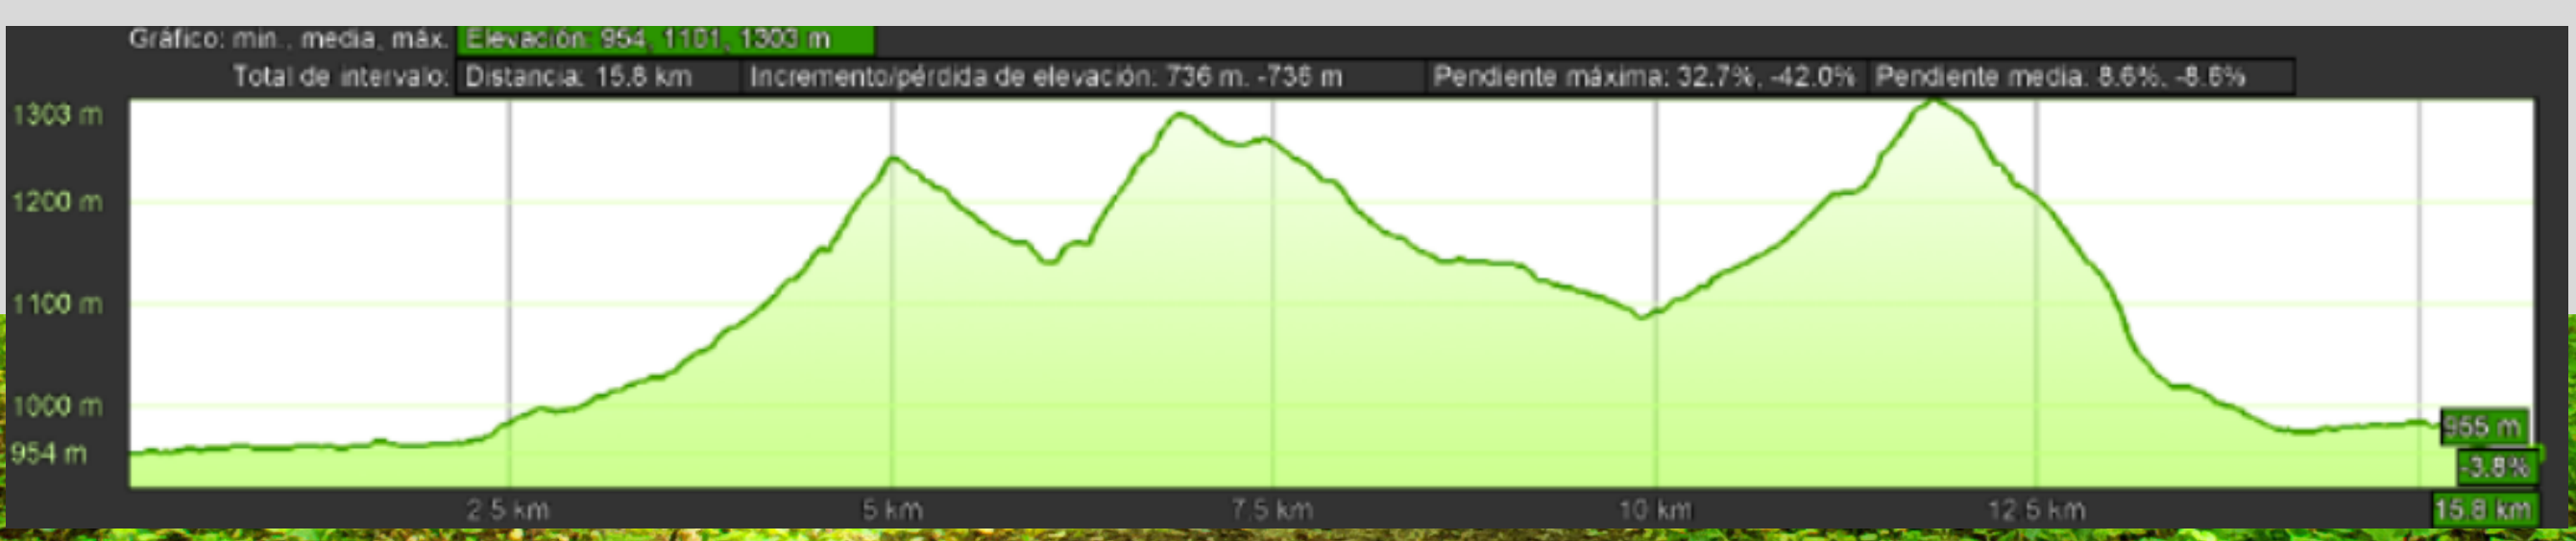 Gráfico: mín., media, máx. Elevación: 954, 1101, 1303 m
Total de intervalo: Distancia: 15.8 km Incremento/pérdida de elevación: 736 m, -736 m Pendiente máxima: 32.7%, -42.0% Pendiente media: 8.6%, -8.6%
1303 m
1200 m
1100 m
1000 m
954 m
955 m
-3.8%
2.5 km 5 km 7.5 km 10 km 12.5 km 15.8 km